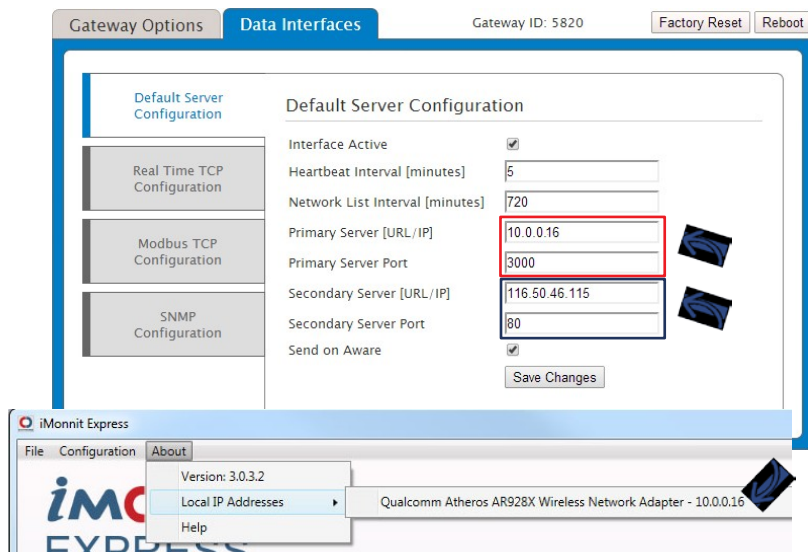 Gateway Options Data Interfaces Gateway ID: 5820 Factory Reset Reboot
Default Server
Configuration
Default Server Configuration
Interface Active
Real Time TCP
Configuration
Heartbeat Interval [minutes] 5
Network List Interval [minutes] 720
Modbus TCP
Configuration
Primary Server [URL/IP] 10.0.0.16
Primary Server Port 3000
SNMP
Configuration
Secondary Server [URL/IP] 116.50.46.115
Secondary Server Port 80
Send on Aware
Save Changes
iMonnit Express
File Configuration About
Version: 3.0.3.2
Local IP Addresses Qualcomm Atheros AR928X Wireless Network Adapter - 10.0.0.16
Help